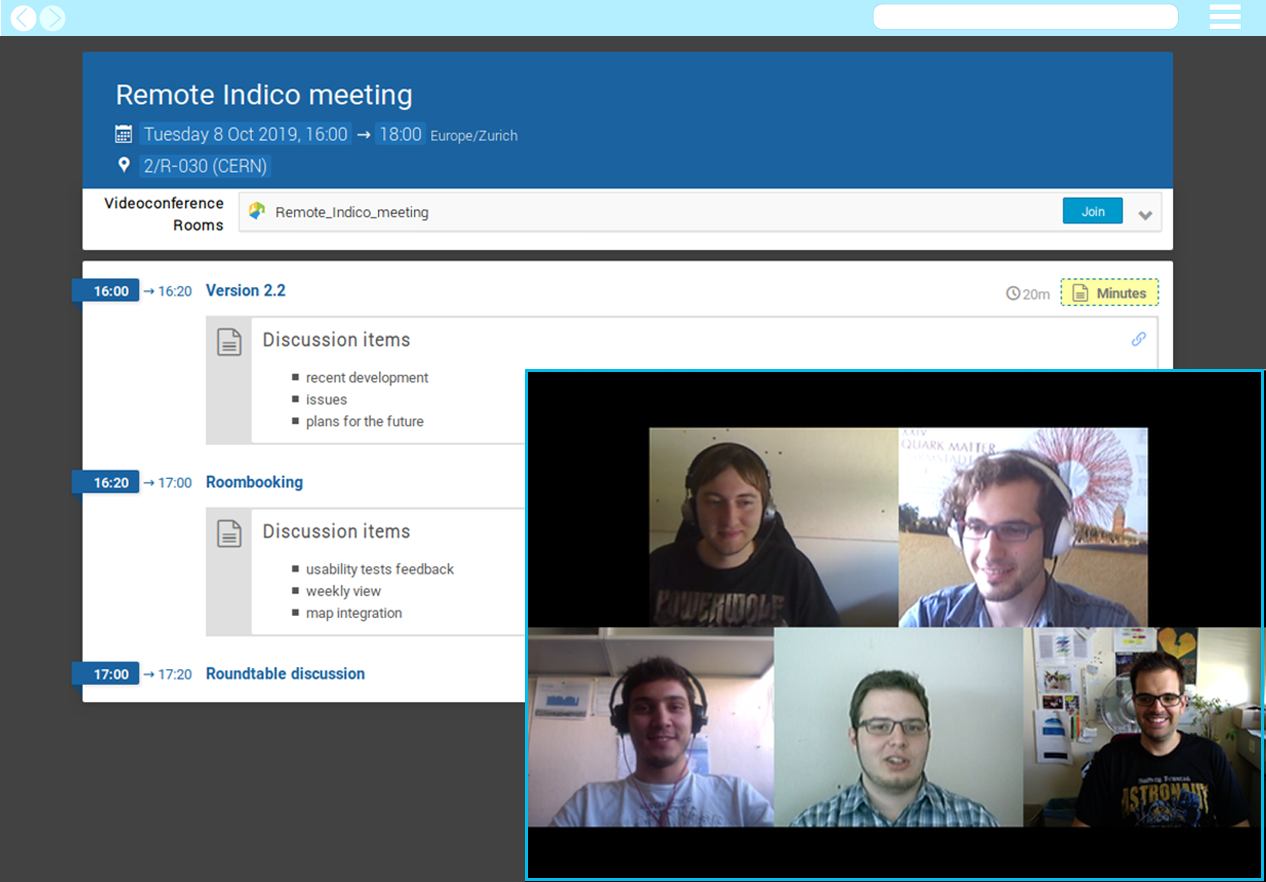 Remote Indico meeting
Tuesday 8 Oct 2019, 16:00 → 18:00 Europe/Zurich
2/R-030 (CERN)
Videoconference
Rooms
Remote_Indico_meeting
Join
16:00 → 16:20 Version 2.2
20m
Minutes
Discussion items
recent development
issues
plans for the future
16:20 → 17:00 Roombooking
Discussion items
usability tests feedback
weekly view
map integration
17:00 → 17:20 Roundtable discussion
QUARK MATTER
POWERWOLF
ASTRONAUT